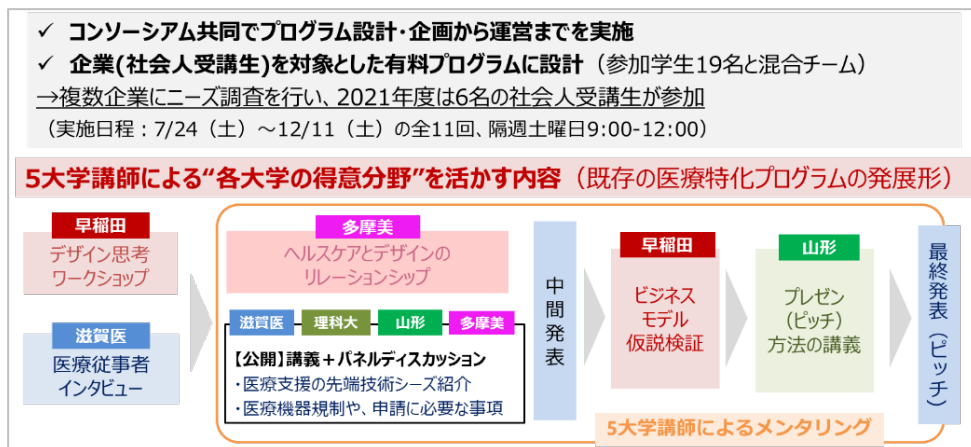 ✓ コンソーシアム共同でプログラム設計・企画から運営までを実施
✓ 企業(社会人受講生)を対象とした有料プログラムに設計（参加学生19名と混合チーム）
→複数企業にニーズ調査を行い、2021年度は6名の社会人受講生が参加
（実施日程：7/24（土）～12/11（土）の全11回、隔週土曜日9:00-12:00）
5大学講師による“各大学の得意分野”を活かす内容（既存の医療特化プログラムの発展形）
早稲田
デザイン思考
ワークショップ
滋賀医
医療従事者
インタビュー
多摩美
ヘルスケアとデザインの
リレーションシップ
滋賀医
理科大
山形
多摩美
【公開】講義＋パネルディスカッション
・医療支援の先端技術シーズ紹介
・医療機器規制や、申請に必要な事項
中間発表
早稲田
ビジネス
モデル
仮説検証
山形
プレゼン
(ピッチ)
方法の講義
最終発表（ピッチ）
5大学講師によるメンタリング